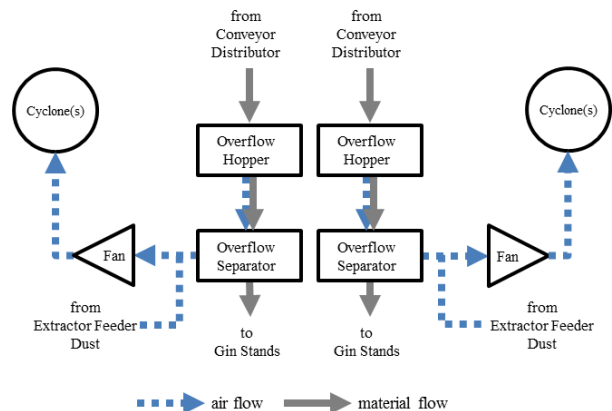 from
Conveyor
Distributor
from
Conveyor
Distributor
Cyclone(s)
Cyclone(s)
Overflow
Hopper
Overflow
Hopper
Fan
Overflow
Separator
Overflow
Separator
Fan
from
Extractor Feeder
Dust
to
Gin Stands
to
Gin Stands
from
Extractor Feeder
Dust
air flow
material flow